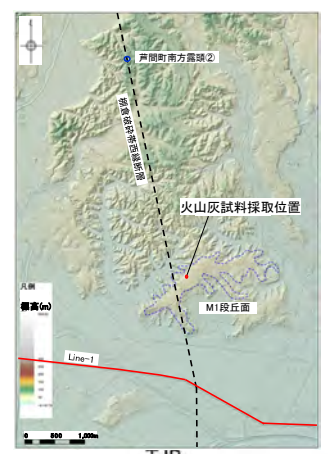 芦間町南方露頭②
棚倉破砕帯西縁断層
火山灰試料採取位置
M1段丘面
凡例
標高(m)
Line-1
0 500 1,000m